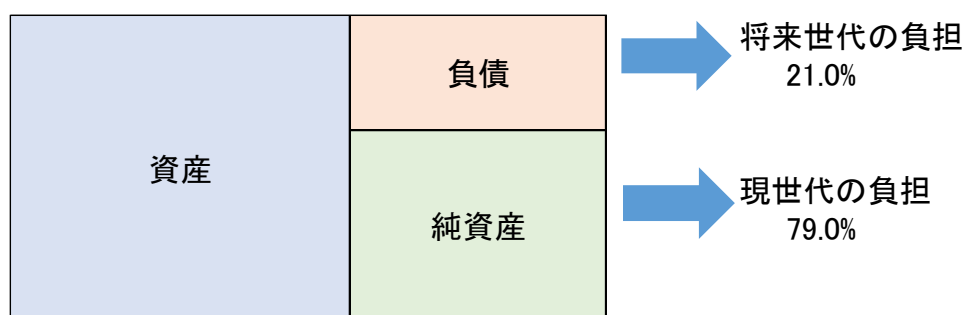 資産
負債
純資産
将来世代の負担
21.0%
現世代の負担
79.0%